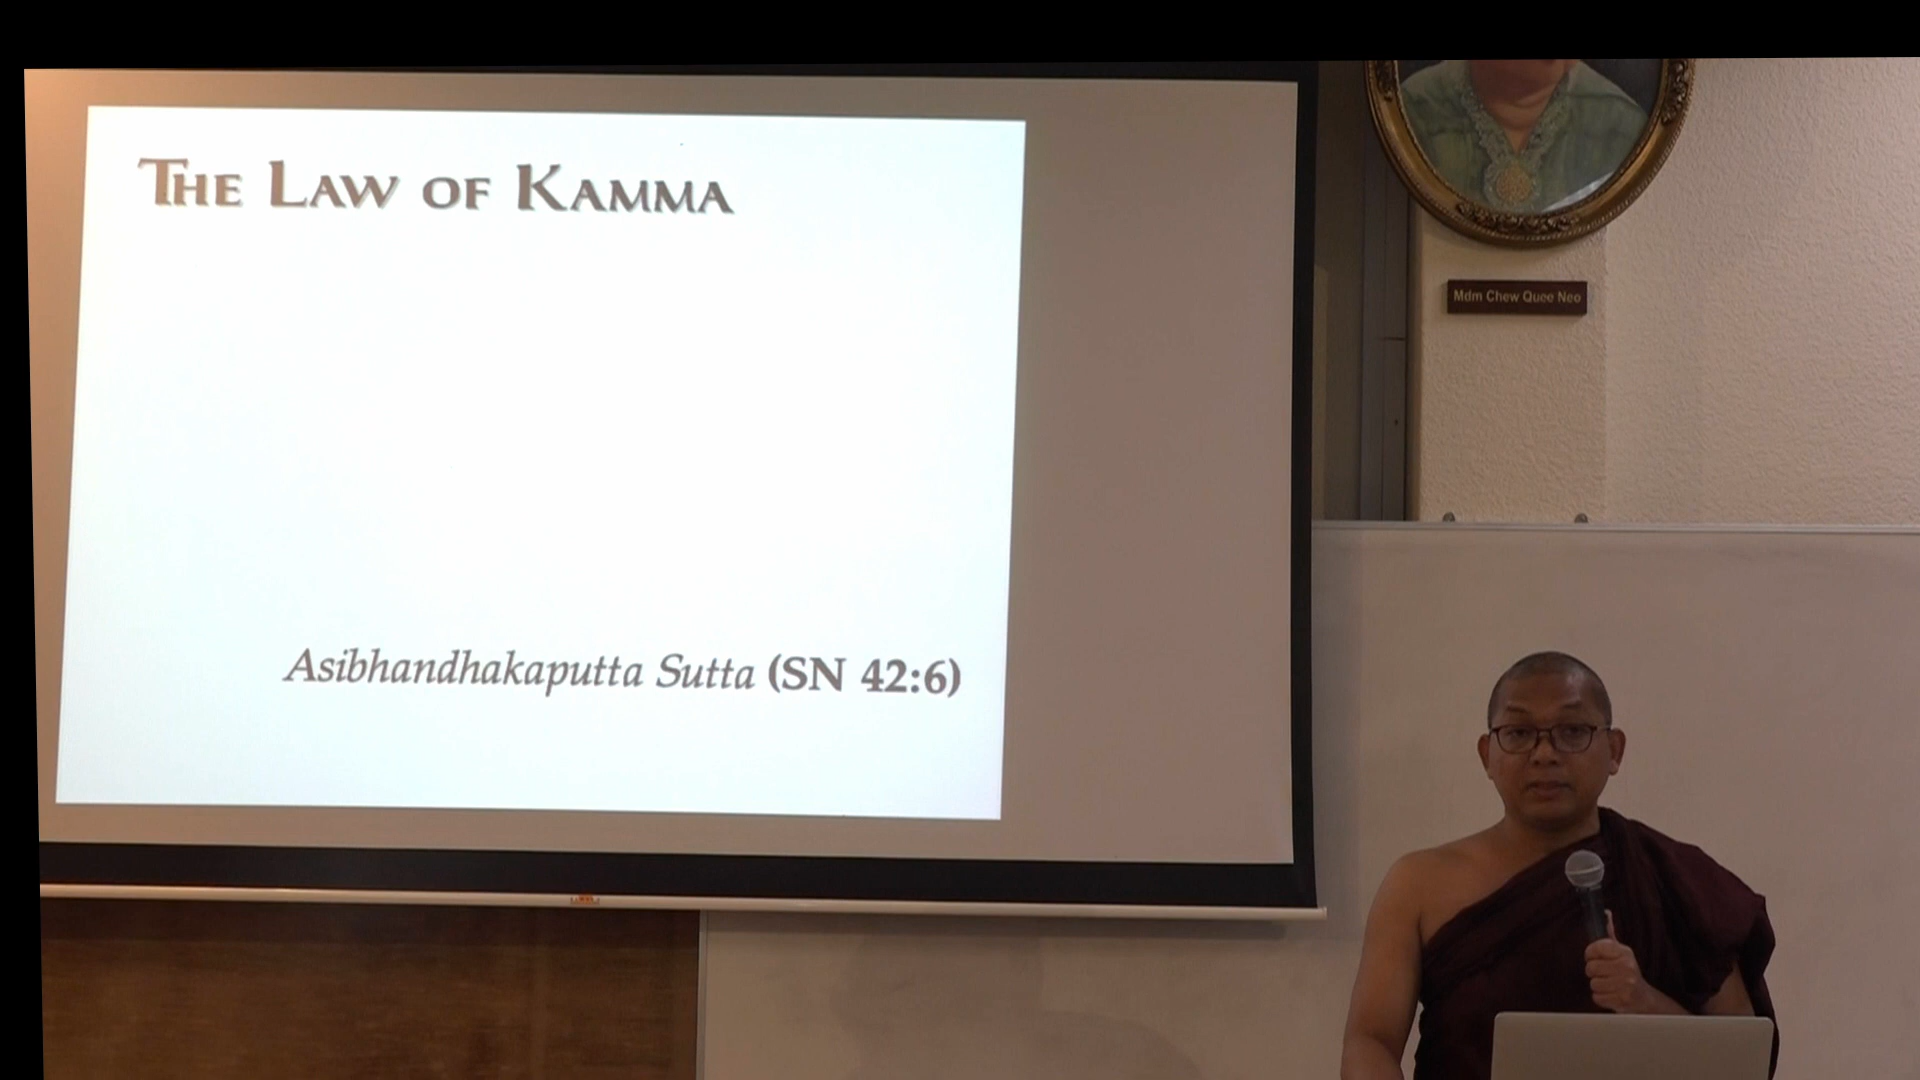 The Law of Kamma
Asibhandhakaputta Sutta (SN 42:6)
Mdm Chew Quee Neo